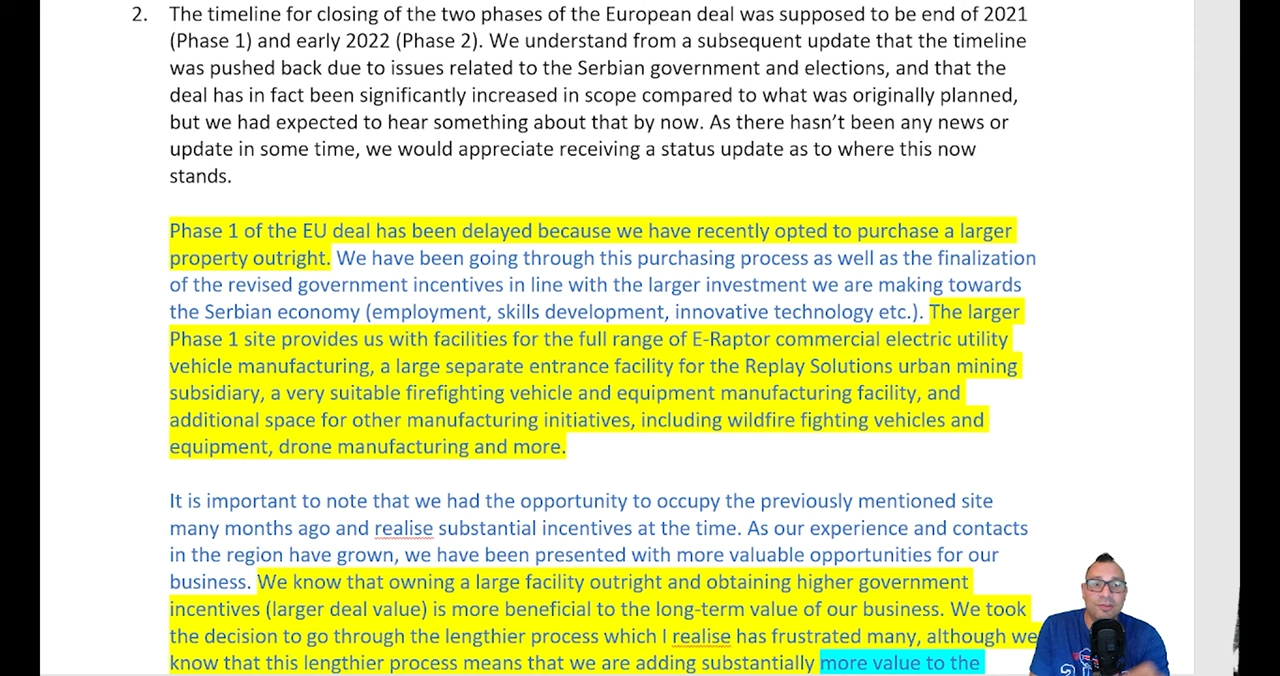 2. The timeline for closing of the two phases of the European deal was supposed to be end of 2021
(Phase 1) and early 2022 (Phase 2). We understand from a subsequent update that the timeline
was pushed back due to issues related to the Serbian government and elections, and that the
deal has in fact been significantly increased in scope compared to what was originally planned,
but we had expected to hear something about that by now. As there hasn't been any news or
update in some time, we would appreciate receiving a status update as to where this now
stands.
Phase 1 of the EU deal has been delayed because we have recently opted to purchase a larger
property outright. We have been going through this purchasing process as well as the finalization
of the revised government incentives in line with the larger investment we are making towards
the Serbian economy (employment, skills development, innovative technology etc.). The larger
Phase 1 site provides us with facilities for the full range of E-Raptor commercial electric utility
vehicle manufacturing, a large separate entrance facility for the Replay Solutions urban mining
subsidiary, a very suitable firefighting vehicle and equipment manufacturing facility, and
additional space for other manufacturing initiatives, including wildfire fighting vehicles and
equipment, drone manufacturing and more.
It is important to note that we had the opportunity to occupy the previously mentioned site
many months ago and realise substantial incentives at the time. As our experience and contacts
in the region have grown, we have been presented with more valuable opportunities for our
business. We know that owning a large facility outright and obtaining higher government
incentives (larger deal value) is more beneficial to the long-term value of our business. We took
the decision to go through the lengthier process which I realise has frustrated many, although we
know that this lengthier process means that we are adding substantially more value to the